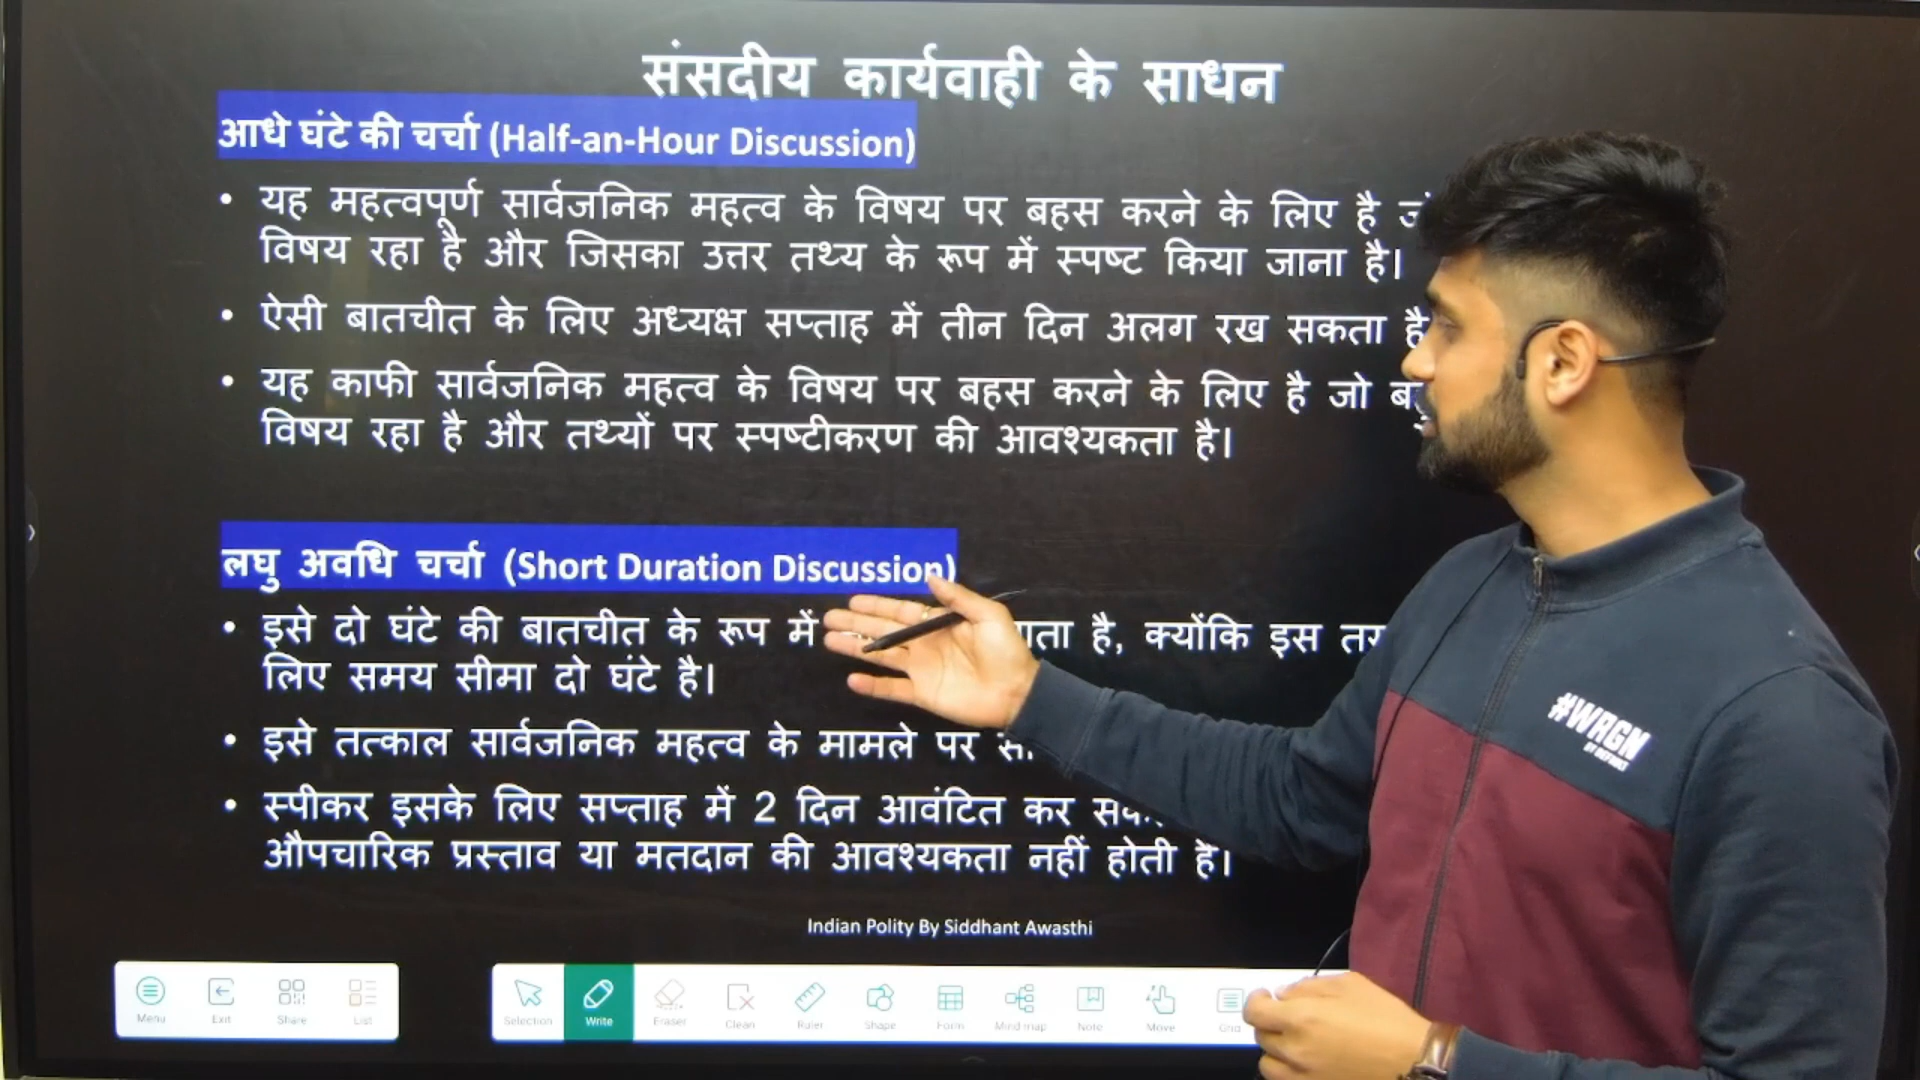 संसदीय कार्यवाही के साधन
आधे घंटे की चर्चा (Half-an-Hour Discussion)
• यह महत्वपूर्ण सार्वजनिक महत्व के विषय पर बहस करने के लिए है
विषय रहा है और जिसका उत्तर तथ्य के रूप में स्पष्ट किया जाना है।
• ऐसी बातचीत के लिए अध्यक्ष सप्ताह में तीन दिन अलग रख सकता है
• यह काफी सार्वजनिक महत्व के विषय पर बहस करने के लिए है जो
विषय रहा है और तथ्यों पर स्पष्टीकरण की आवश्यकता है।
लघु अवधि चर्चा (Short Duration Discussion)
• इसे दो घंटे की बातचीत के रूप में है, क्योंकि इस
लिए समय सीमा दो घंटे है।
• इसे तत्काल सार्वजनिक महत्व के मामले पर
• स्पीकर इसके लिए सप्ताह में 2 दिन आवंटित कर
औपचारिक प्रस्ताव या मतदान की आवश्यकता नहीं होती है।
#WRGN
Indian Polity By Siddhant Awasthi
Menu Exit Share List Selection Write Eraser Clean Ruler Shape Form Mind map Note Move Grid